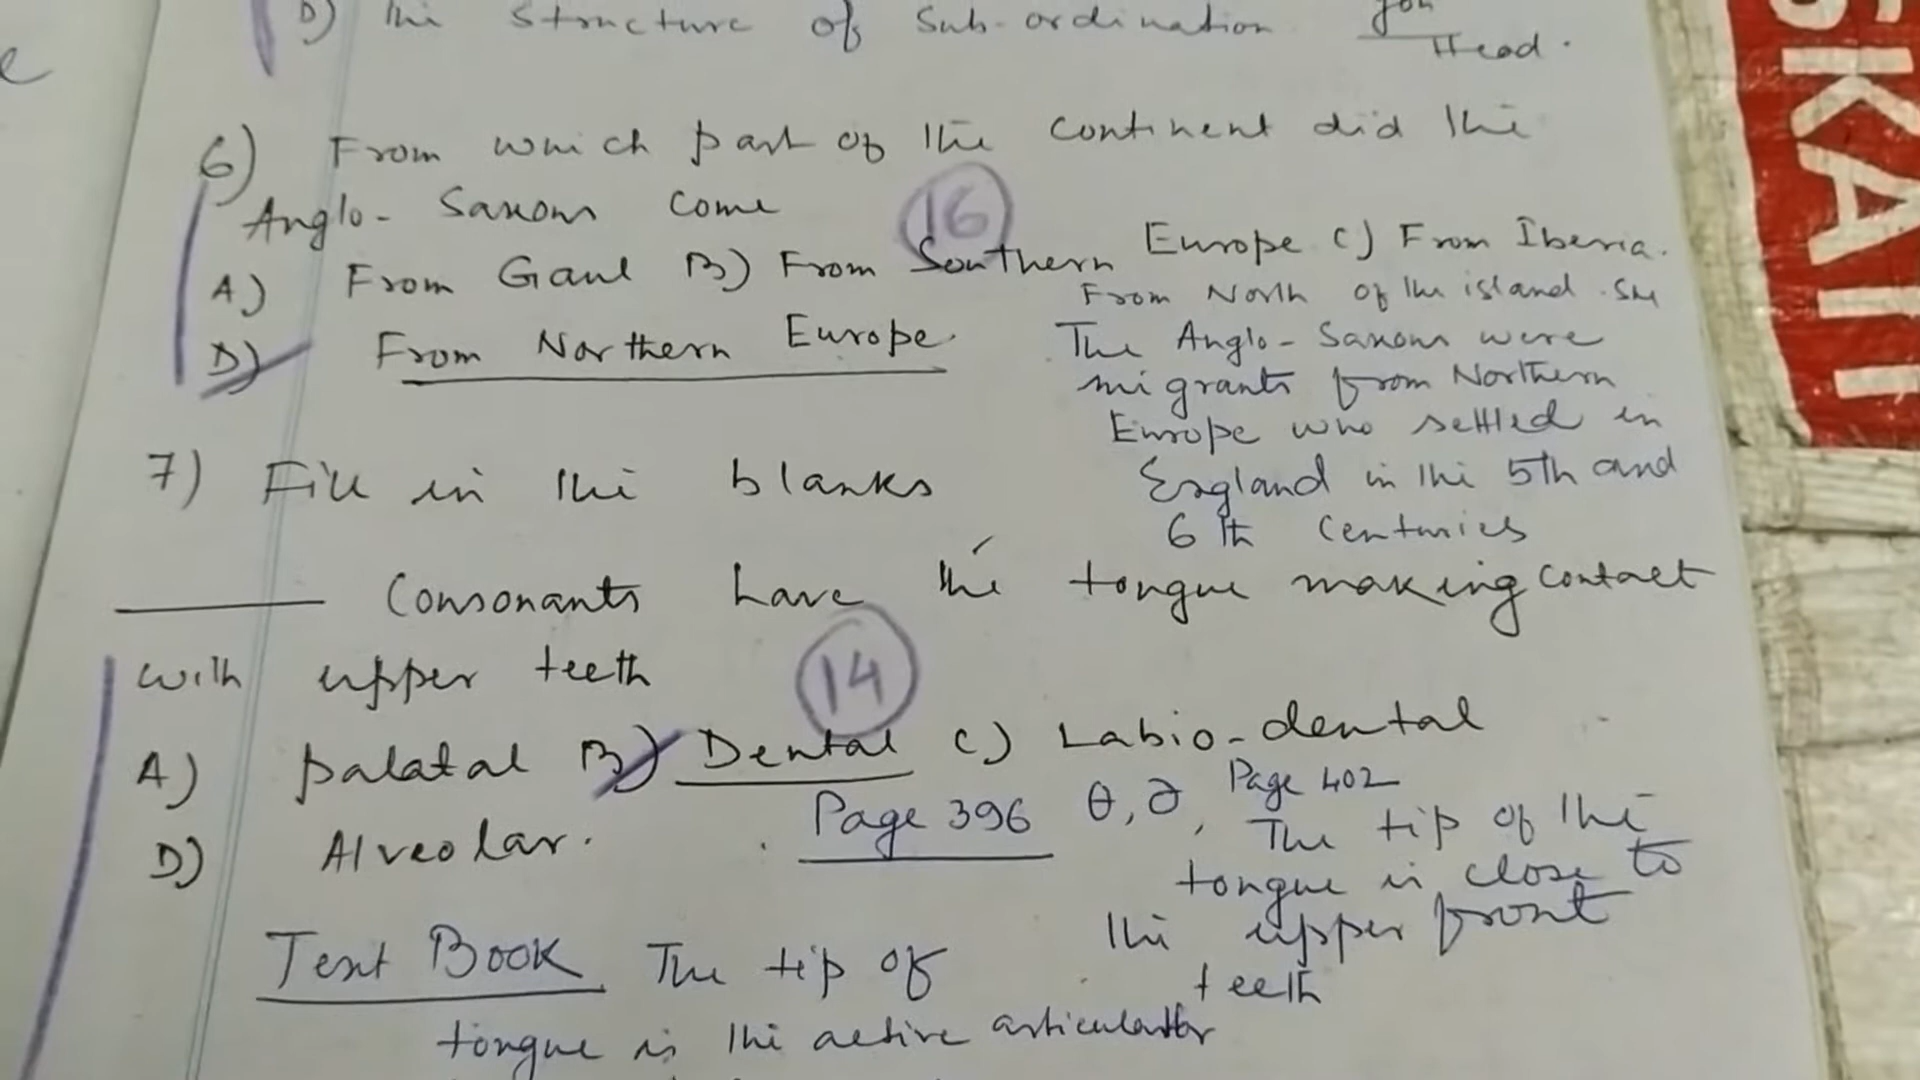 D) The structure of Sub-ordination
Head.
6) From which part of the continent did the
Anglo- Saxons come
16
A) From Gaul B) From Southern Europe C) From Iberia.
From North of the island.
D) From Northern Europe.
The Anglo-Saxons were
migrants from Northern
Europe who settled in
England in the 5th and
6th Centuries
7) Fill in the blanks
Consonants have the tongue making contact
with upper teeth
14
A) palatal B) Dental C) Labio-dental
D) Alveolar.
Page 396 θ, ∂, Page 402
The tip of the
tongue is close to
the upper front
teeth
Text Book The tip of
tongue is the active articulator
SKATI